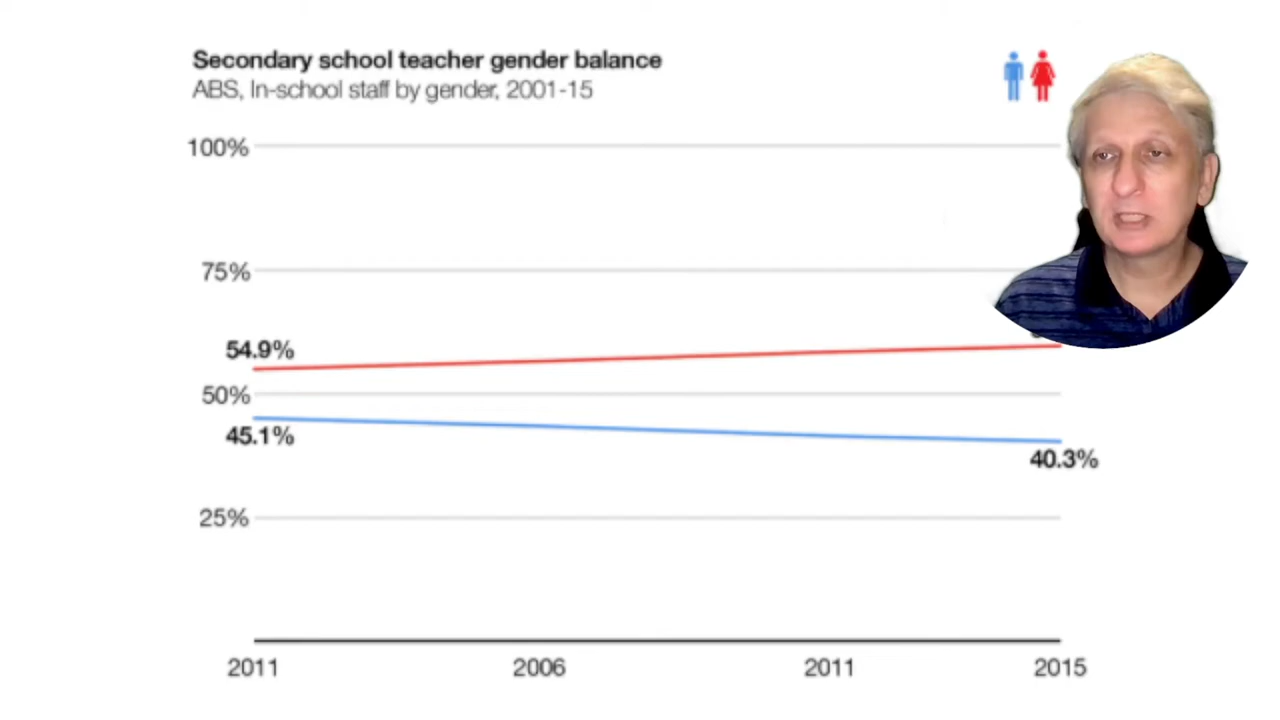 Secondary school teacher gender balance
ABS, In-school staff by gender, 2001-15
100%
75%
54.9%
50%
45.1%
40.3%
25%
2011 2006 2011 2015